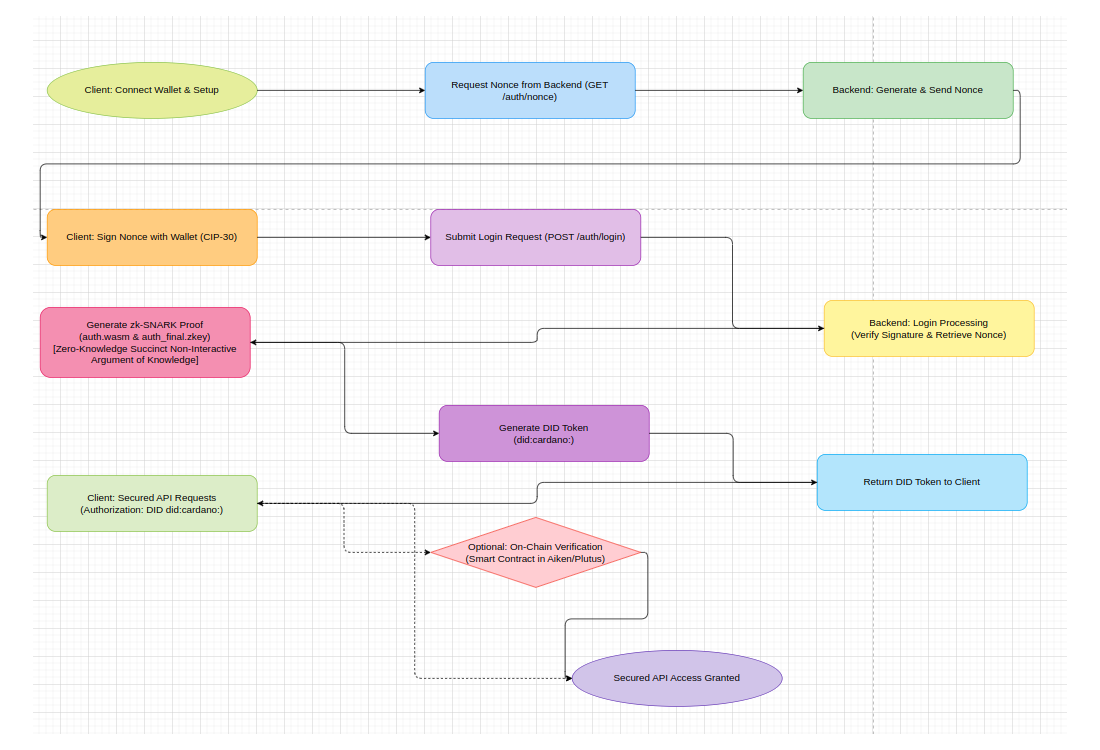 Client: Connect Wallet & Setup
Request Nonce from Backend (GET
/auth/nonce)
Backend: Generate & Send Nonce
Client: Sign Nonce with Wallet (CIP-30)
Submit Login Request (POST /auth/login)
Backend: Login Processing
(Verify Signature & Retrieve Nonce)
Generate zk-SNARK Proof
(auth.wasm & auth_final.zkey)
[Zero-Knowledge Succinct Non-Interactive
Argument of Knowledge]
Generate DID Token
(did:cardano:)
Return DID Token to Client
Client: Secured API Requests
(Authorization: DID did:cardano:)
Optional: On-Chain Verification
(Smart Contract in Aiken/Plutus)
Secured API Access Granted